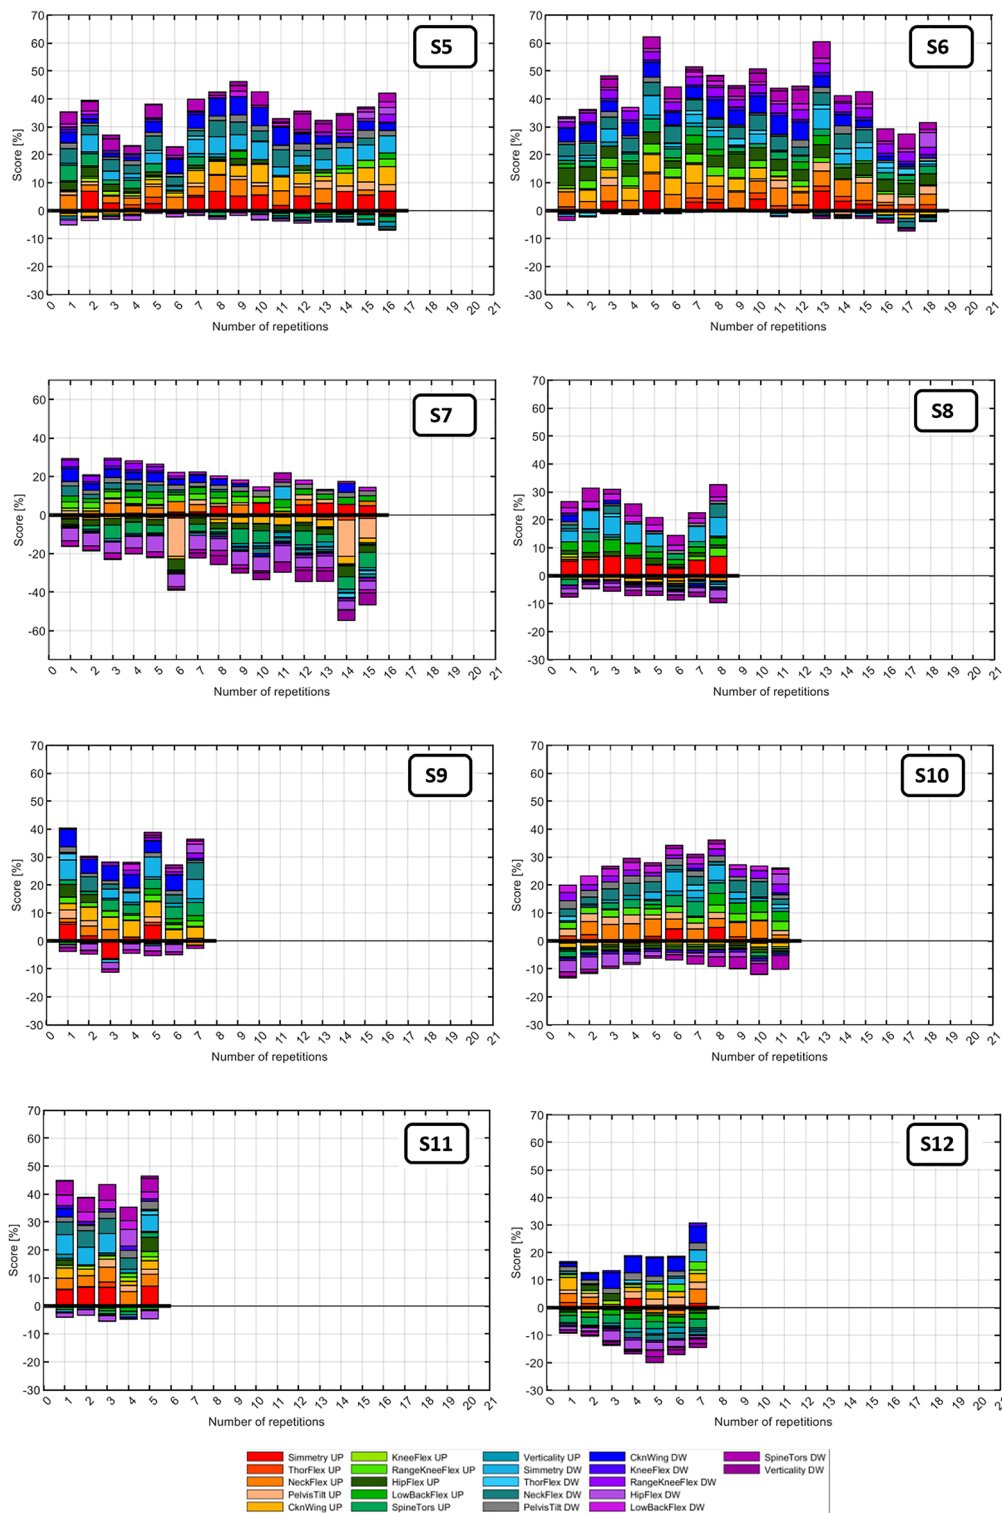 S5
70
60
50
40
30
20
10
0
-10
-20
-30
Score [%]
0 1 2 3 4 5 6 7 8 9 10 11 12 13 14 15 16 17 18 19 20 21
Number of repetitions
S6
70
60
50
40
30
20
10
0
-10
-20
-30
Score [%]
0 1 2 3 4 5 6 7 8 9 10 11 12 13 14 15 16 17 18 19 20 21
Number of repetitions
S7
60
40
20
0
-20
-40
-60
Score [%]
0 1 2 3 4 5 6 7 8 9 10 11 12 13 14 15 16 17 18 19 20 21
Number of repetitions
S8
70
60
50
40
30
20
10
0
-10
-20
-30
Score [%]
0 1 2 3 4 5 6 7 8 9 10 11 12 13 14 15 16 17 18 19 20 21
Number of repetitions
S9
70
60
50
40
30
20
10
0
-10
-20
-30
Score [%]
0 1 2 3 4 5 6 7 8 9 10 11 12 13 14 15 16 17 18 19 20 21
Number of repetitions
S10
70
60
50
40
30
20
10
0
-10
-20
-30
Score [%]
0 1 2 3 4 5 6 7 8 9 10 11 12 13 14 15 16 17 18 19 20 21
Number of repetitions
S11
70
60
50
40
30
20
10
0
-10
-20
-30
Score [%]
0 1 2 3 4 5 6 7 8 9 10 11 12 13 14 15 16 17 18 19 20 21
Number of repetitions
S12
70
60
50
40
30
20
10
0
-10
-20
-30
Score [%]
0 1 2 3 4 5 6 7 8 9 10 11 12 13 14 15 16 17 18 19 20
Number of repetitions
Simmetry UP KneeFlex UP Verticality UP CknWing DW SpineTors DW
ThorFlex UP RangeKneeFlex UP Simmetry DW KneeFlex DW Verticality DW
NeckFlex UP HipFlex UP ThorFlex DW RangeKneeFlex DW
PelvisTilt UP LowBackFlex UP NeckFlex DW HipFlex DW
CknWing UP SpineTors UP PelvisTilt DW LowBackFlex DW